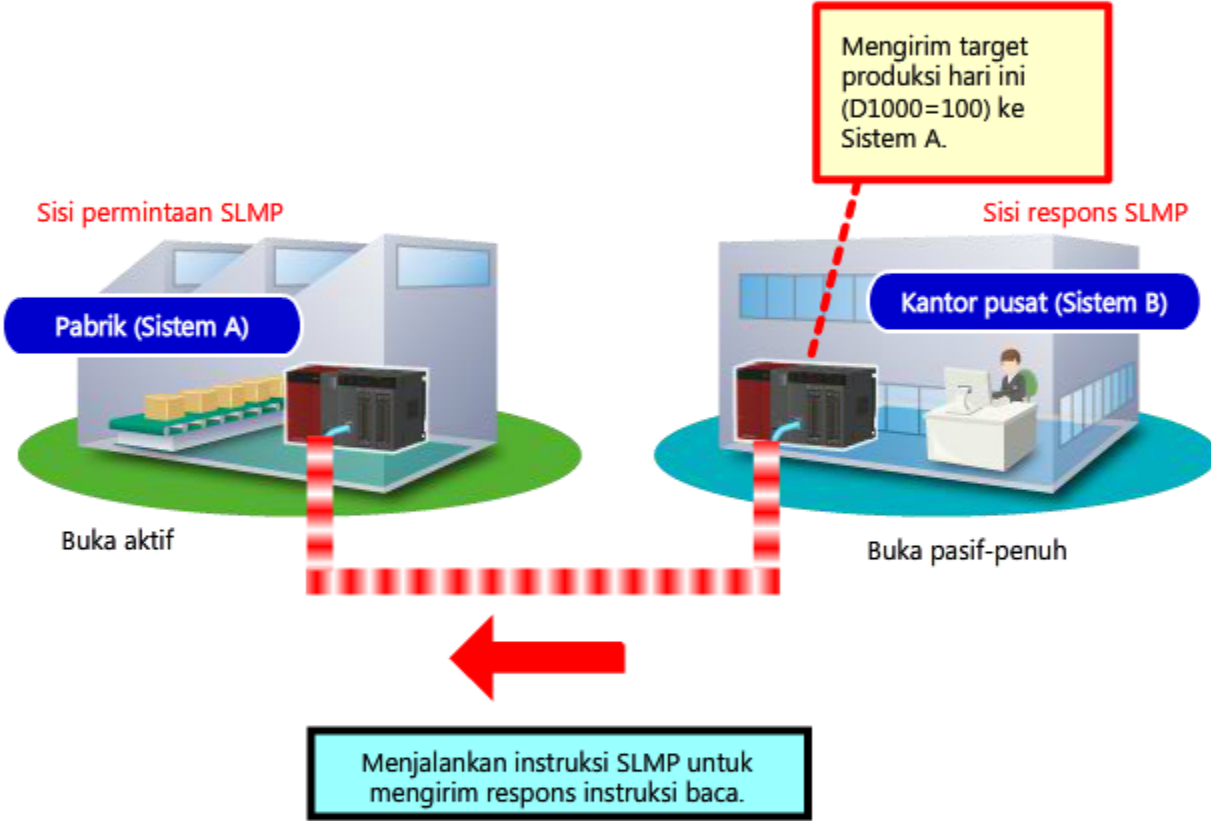 Mengirim target
produksi hari ini
(D1000=100) ke
Sistem A.
Sisi permintaan SLMP
Sisi respons SLMP
Pabrik (Sistem A)
Kantor pusat (Sistem B)
Buka aktif
Buka pasif-penuh
Menjalankan instruksi SLMP untuk
mengirim respons instruksi baca.